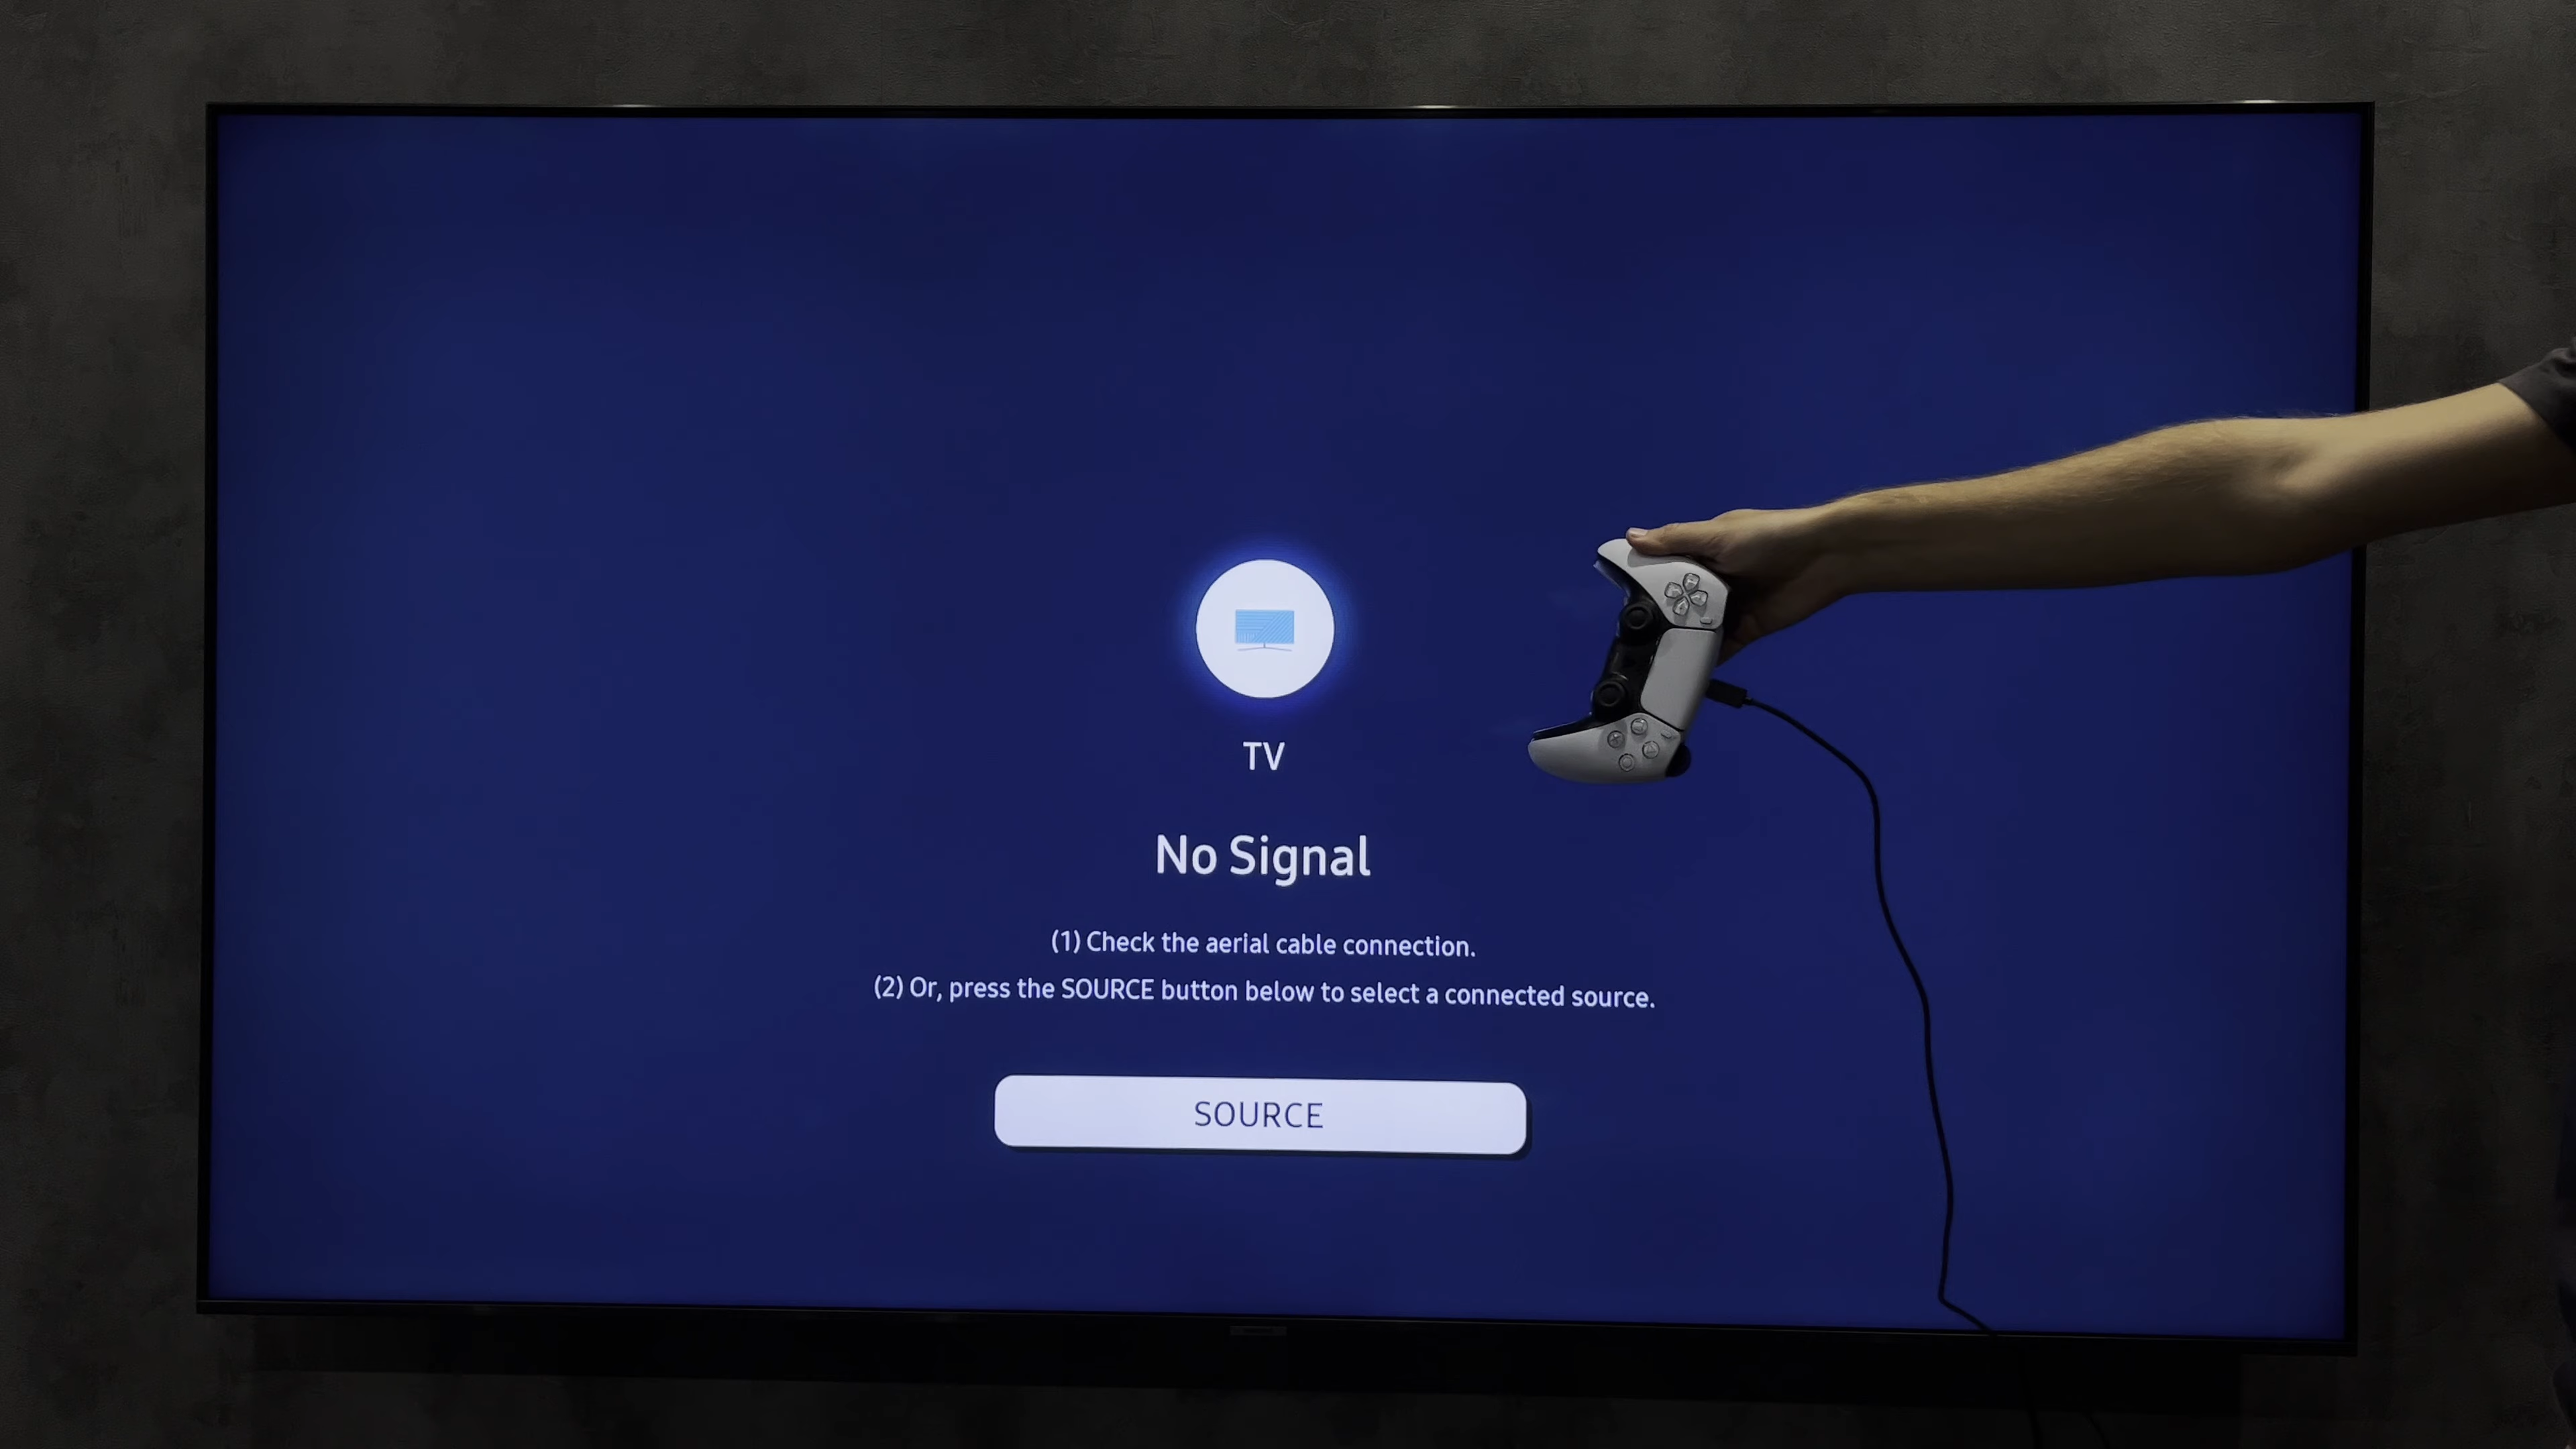 TV
No Signal
(1) Check the aerial cable connection.
(2) Or, press the SOURCE button below to select a connected source.
SOURCE